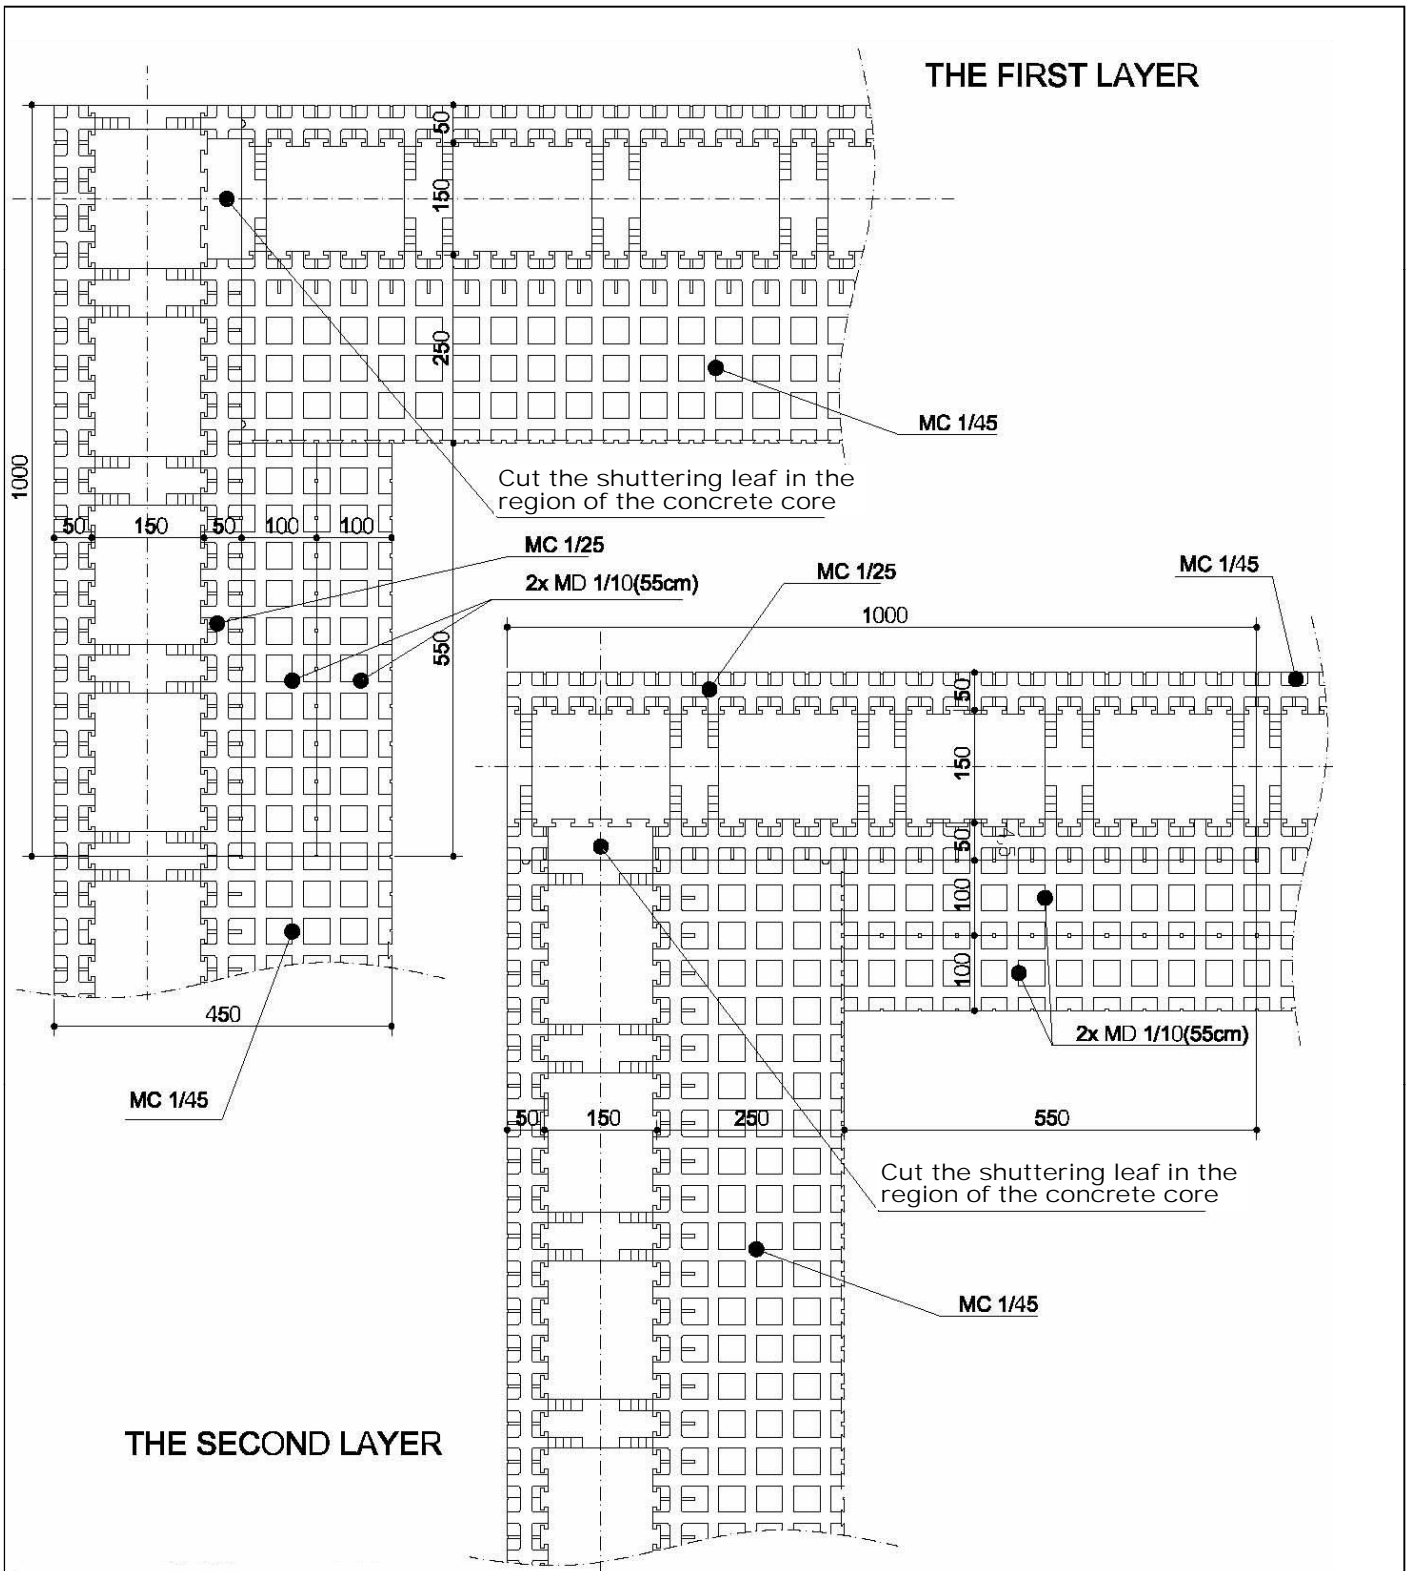 THE FIRST LAYER
50
150
250
MC 1/45
1000
Cut the shuttering leaf in the
region of the concrete core
50
150
50
100
100
MC 1/25
2x MD 1/10(55cm)
550
MC 1/45
450
MC 1/25
MC 1/45
1000
50
150
50
100
100
2x MD 1/10(55cm)
50
150
250
550
Cut the shuttering leaf in the
region of the concrete core
MC 1/45
THE SECOND LAYER